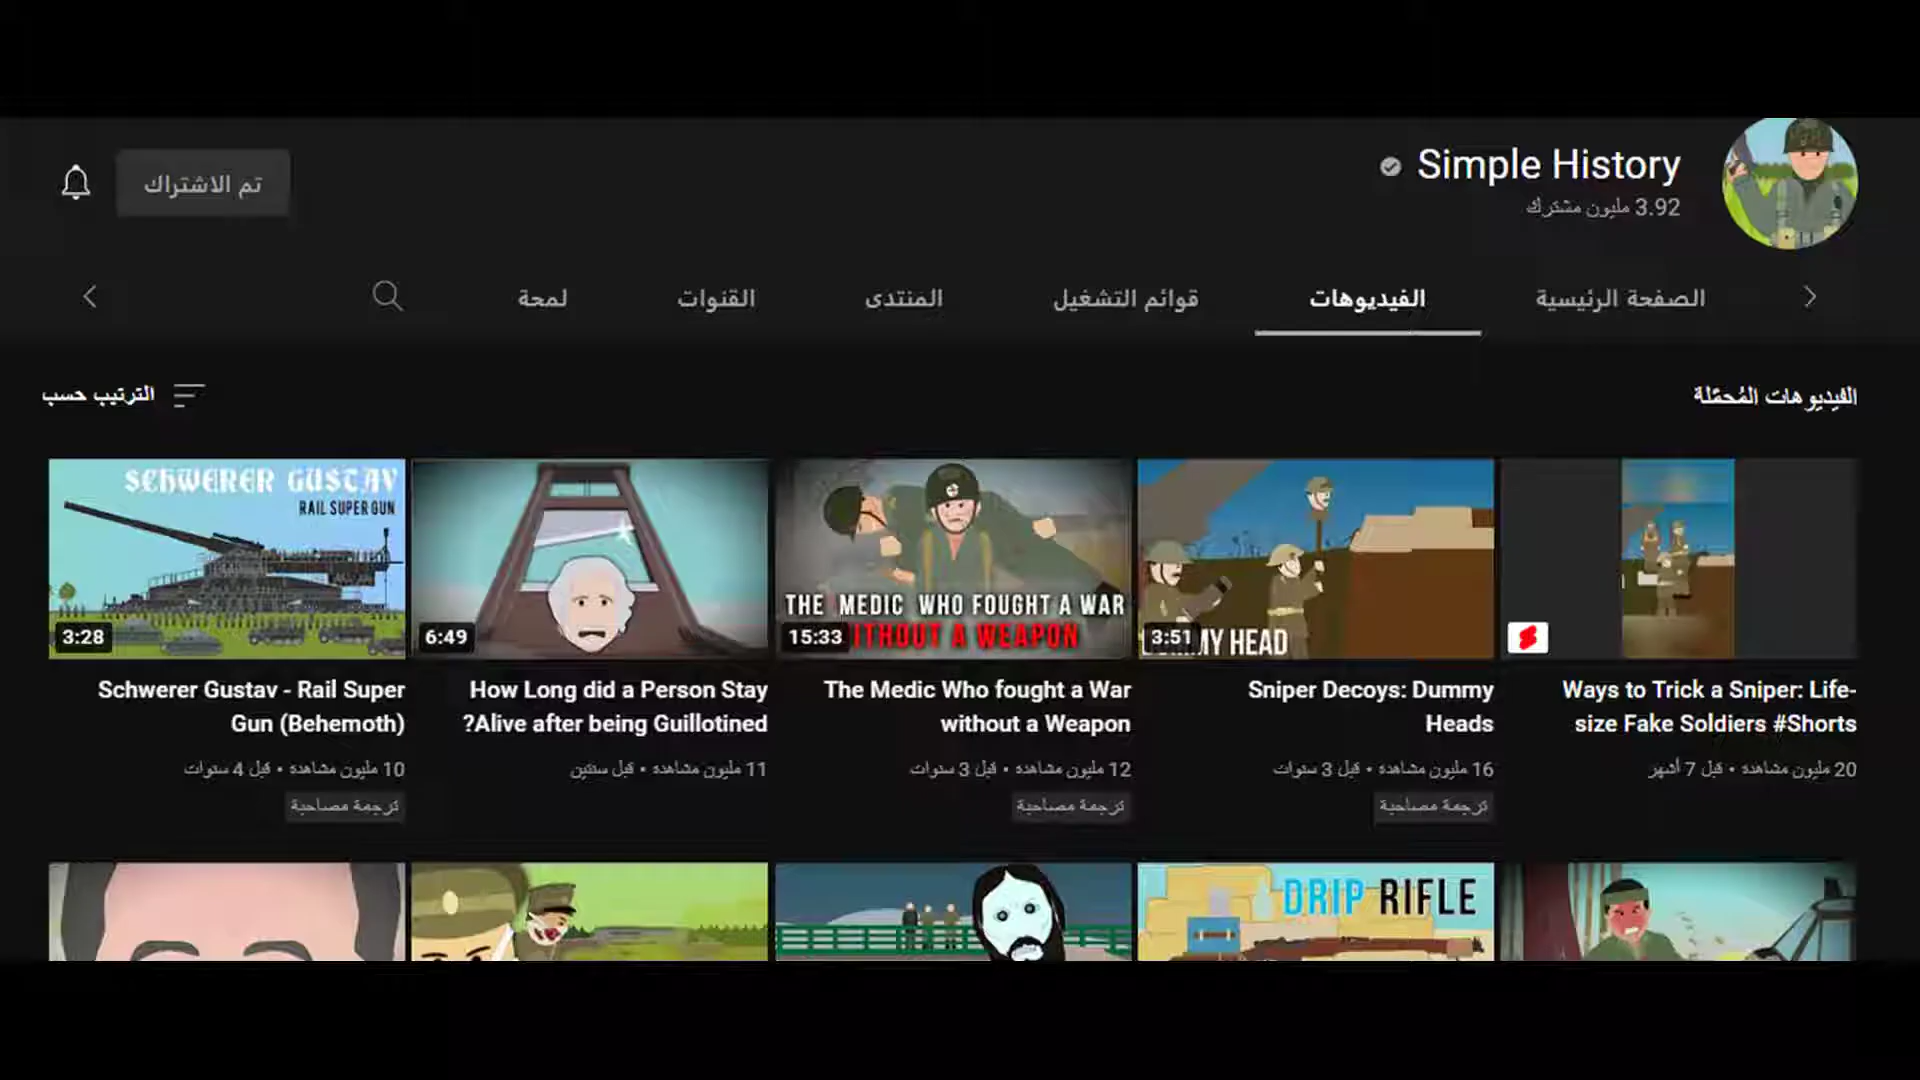 Simple History
3.92 مليون مشترك
تم الاشتراك
الصفحة الرئيسية
الفيديوهات
قوائم التشغيل
المنتدى
القنوات
لمحة
الفيديوهات المُحمّلة
الترتيب حسب
Ways to Trick a Sniper: Life-
size Fake Soldiers #Shorts
20 مليون مشاهدة • قبل 7 أشهر
MY HEAD
3:51
Sniper Decoys: Dummy
Heads
16 مليون مشاهدة • قبل 3 سنوات
ترجمة مصاحبة
THE MEDIC WHO FOUGHT A WAR
ITHOUT A WEAPON
15:33
The Medic Who fought a War
without a Weapon
12 مليون مشاهدة • قبل 3 سنوات
ترجمة مصاحبة
6:49
How Long did a Person Stay
?Alive after being Guillotined
11 مليون مشاهدة • قبل سنتين
SCHWERER GUSTAV
RAIL SUPER GUN
3:28
Schwerer Gustav - Rail Super
Gun (Behemoth)
10 مليون مشاهدة • قبل 4 سنوات
ترجمة مصاحبة
DRIP RIFLE